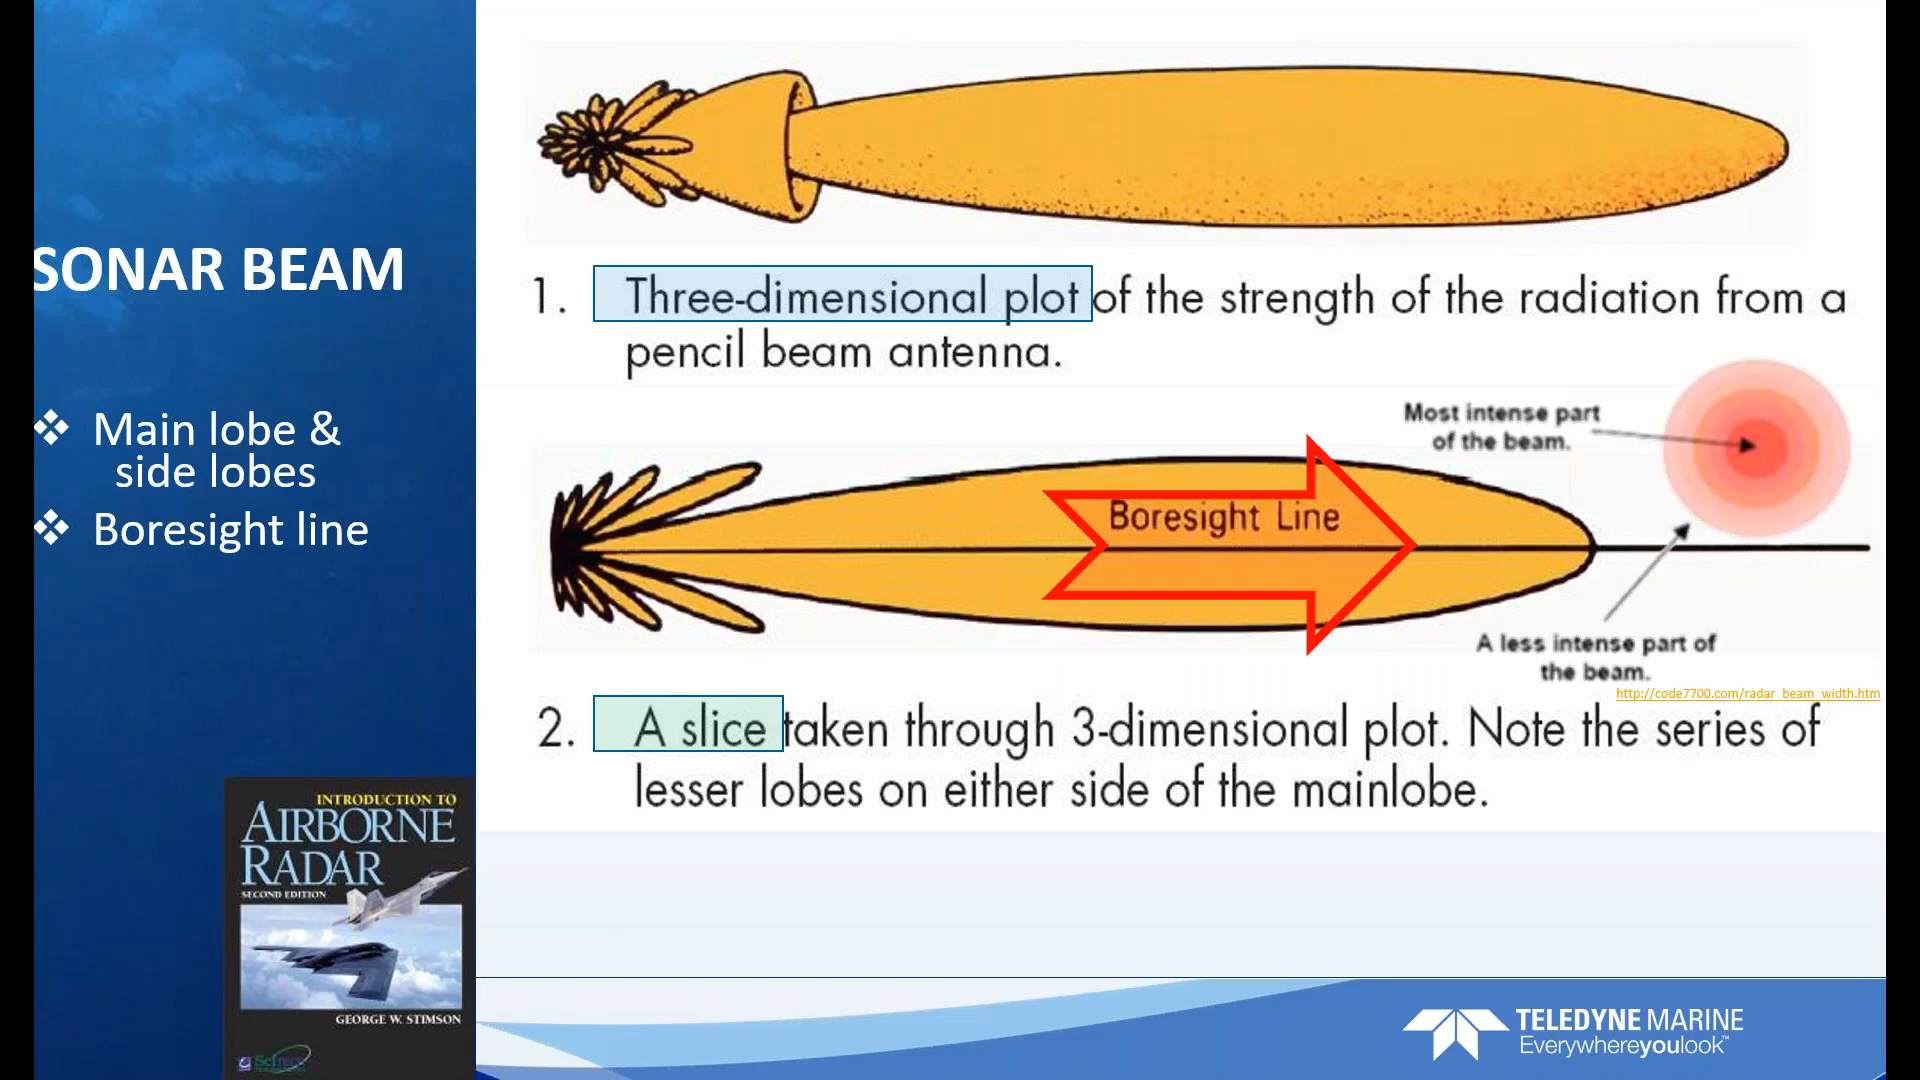 SONAR BEAM
Main lobe &
side lobes
Boresight line
1. Three-dimensional plot of the strength of the radiation from a
pencil beam antenna.
Most intense part
of the beam.
Boresight Line
A less intense part of
the beam.
http://code7700.com/radar_beam_width.htm
2. A slice taken through 3-dimensional plot. Note the series of
lesser lobes on either side of the mainlobe.
INTRODUCTION TO
AIRBORNE
RADAR
SECOND EDITION
GEORGE W. STIMSON
TELEDYNE MARINE
Everywhereyoulook™